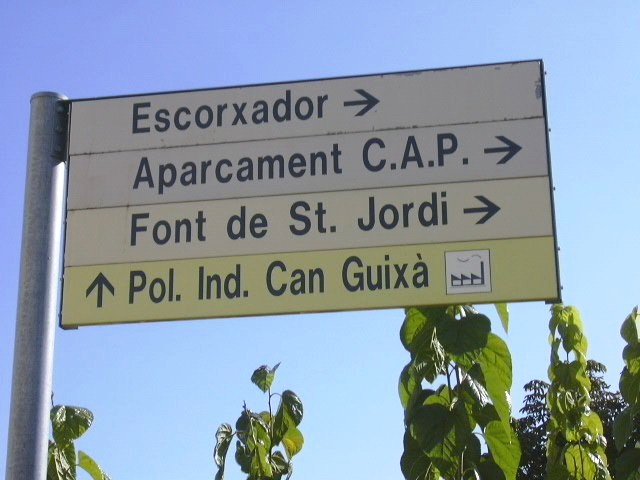 Escorxador →
Aparcament C.A.P. →
Font de St. Jordi →
↑ Pol. Ind. Can Guixà